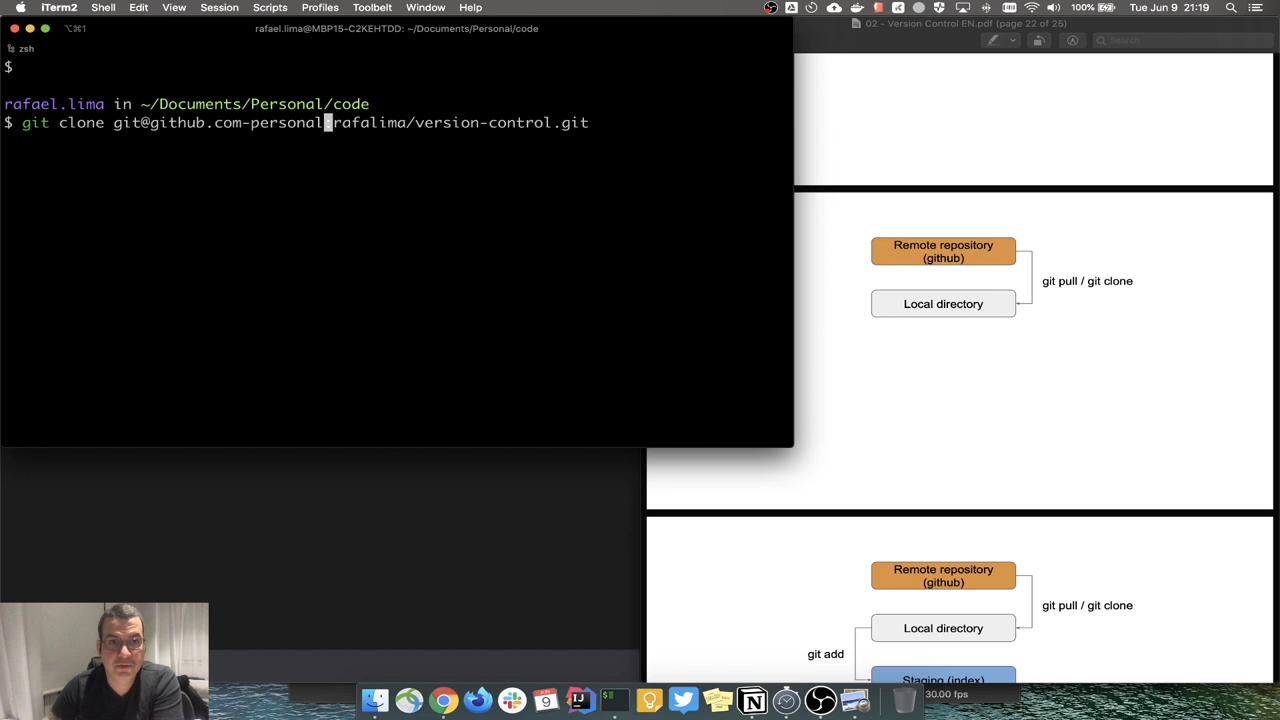 iTerm2 Shell Edit View Session Scripts Profiles Toolbelt Window Help
100% Tue Jun 9 21:19
rafael.lima@MBP15-C2KEHTDD: ~/Documents/Personal/code
⌥⌘1
zsh
$
rafael.lima in ~/Documents/Personal/code
$ git clone git@github.com-personal:rafalima/version-control.git
02 - Version Control EN.pdf (page 22 of 25)
Search
Remote repository
(github)
git pull / git clone
Local directory
Remote repository
(github)
git pull / git clone
Local directory
git add
Staging (index)
30.00 fps